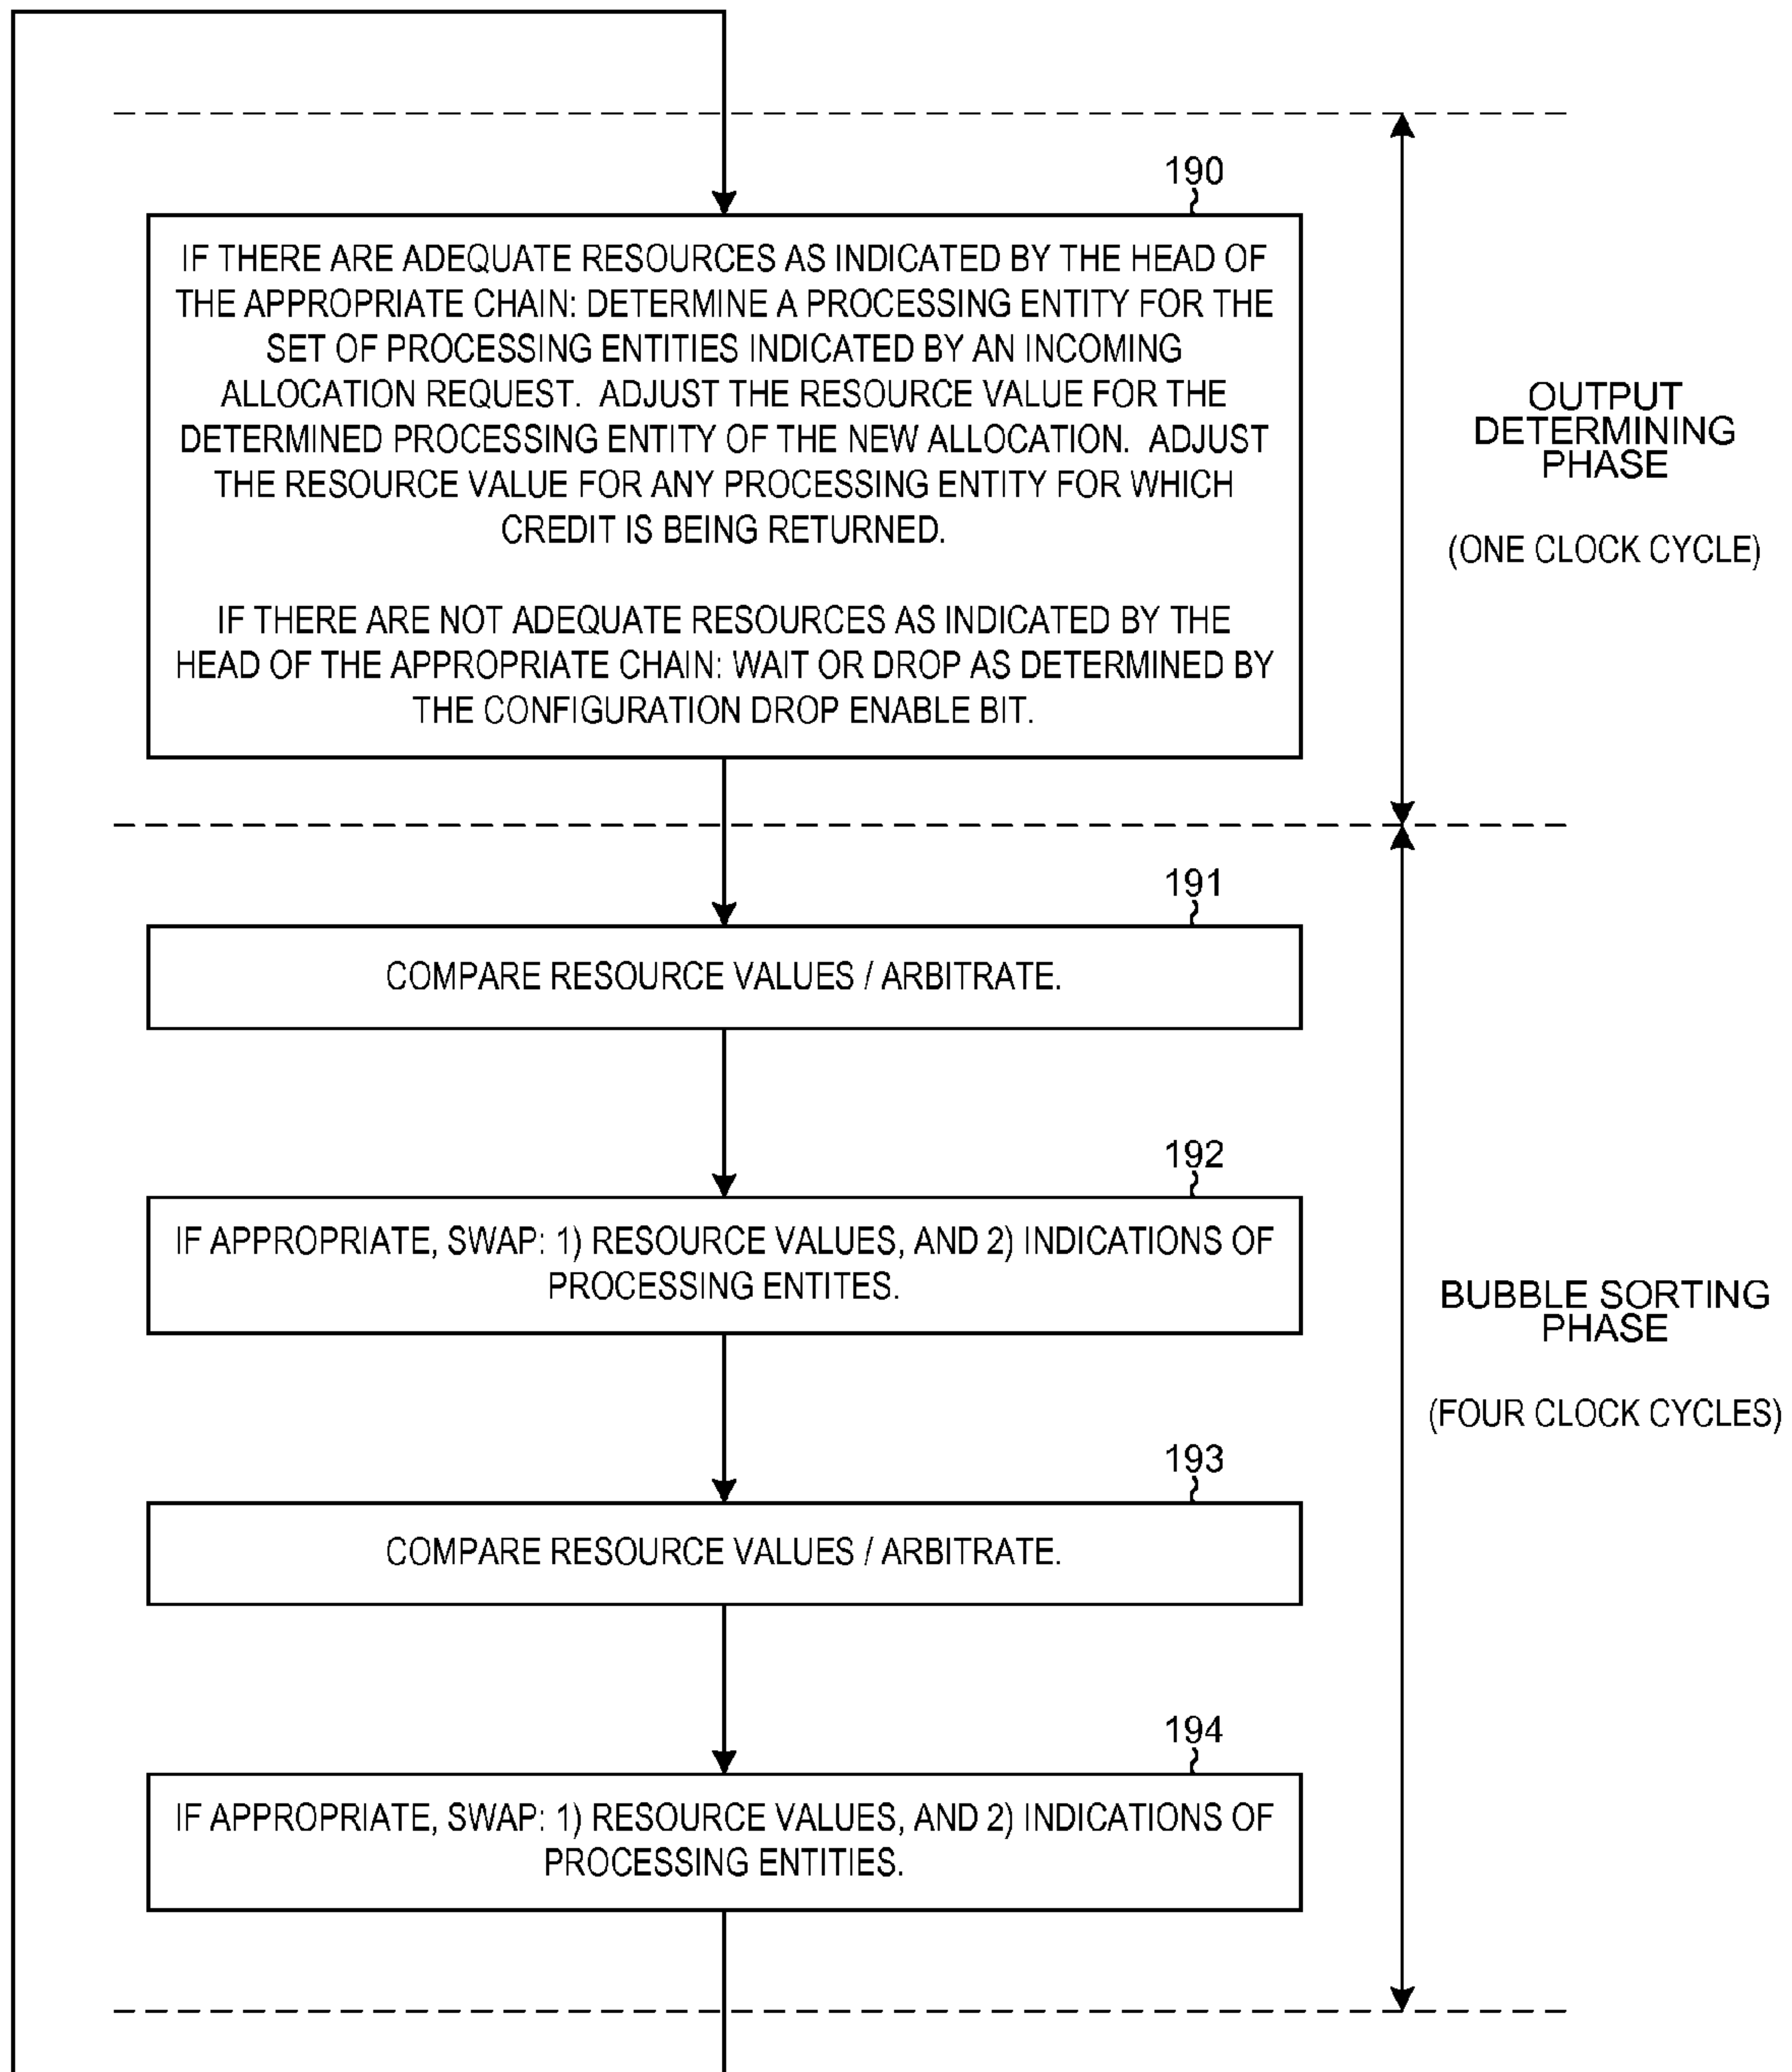 190
IF THERE ARE ADEQUATE RESOURCES AS INDICATED BY THE HEAD OF
THE APPROPRIATE CHAIN: DETERMINE A PROCESSING ENTITY FOR THE
SET OF PROCESSING ENTITIES INDICATED BY AN INCOMING
ALLOCATION REQUEST. ADJUST THE RESOURCE VALUE FOR THE
DETERMINED PROCESSING ENTITY OF THE NEW ALLOCATION. ADJUST
THE RESOURCE VALUE FOR ANY PROCESSING ENTITY FOR WHICH
CREDIT IS BEING RETURNED.
IF THERE ARE NOT ADEQUATE RESOURCES AS INDICATED BY THE
HEAD OF THE APPROPRIATE CHAIN: WAIT OR DROP AS DETERMINED BY
THE CONFIGURATION DROP ENABLE BIT.
OUTPUT
DETERMINING
PHASE
(ONE CLOCK CYCLE)
191
COMPARE RESOURCE VALUES / ARBITRATE.
192
IF APPROPRIATE, SWAP: 1) RESOURCE VALUES, AND 2) INDICATIONS OF
PROCESSING ENTITES.
BUBBLE SORTING
PHASE
(FOUR CLOCK CYCLES)
193
COMPARE RESOURCE VALUES / ARBITRATE.
194
IF APPROPRIATE, SWAP: 1) RESOURCE VALUES, AND 2) INDICATIONS OF
PROCESSING ENTITIES.